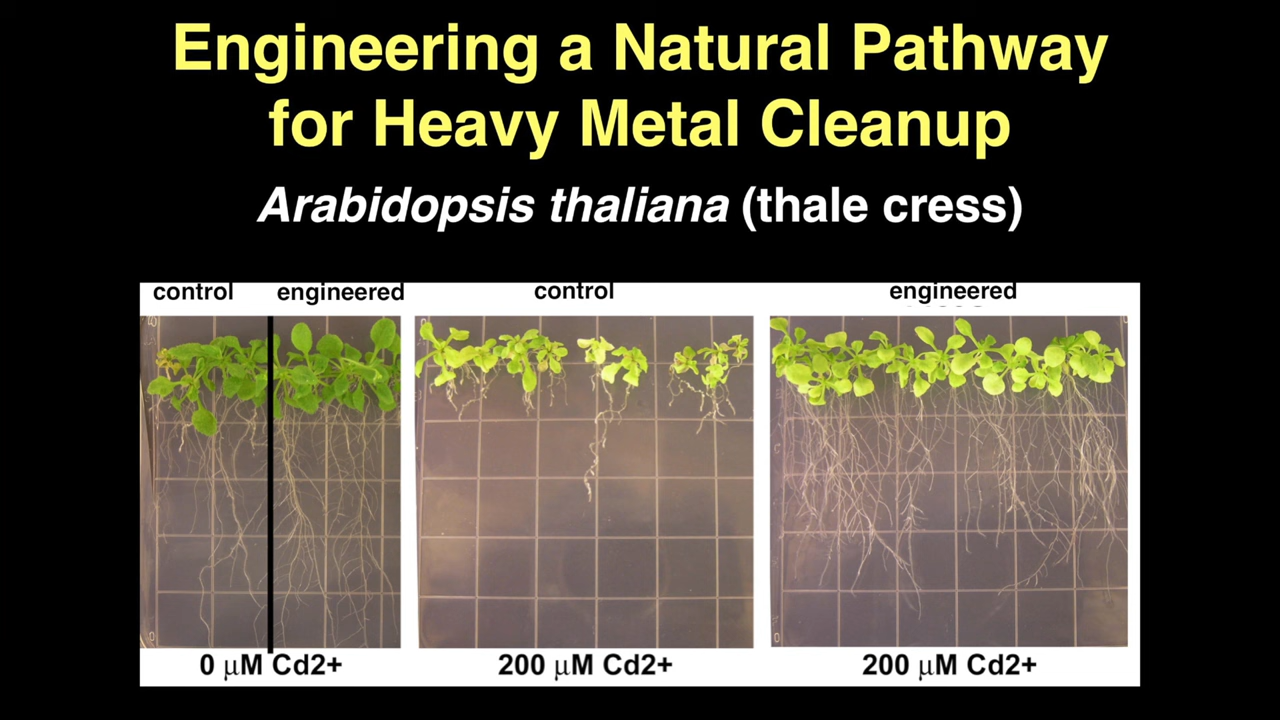 Engineering a Natural Pathway
for Heavy Metal Cleanup
Arabidopsis thaliana (thale cress)
control engineered control engineered
0 μM Cd2+ 200 μM Cd2+ 200 μM Cd2+